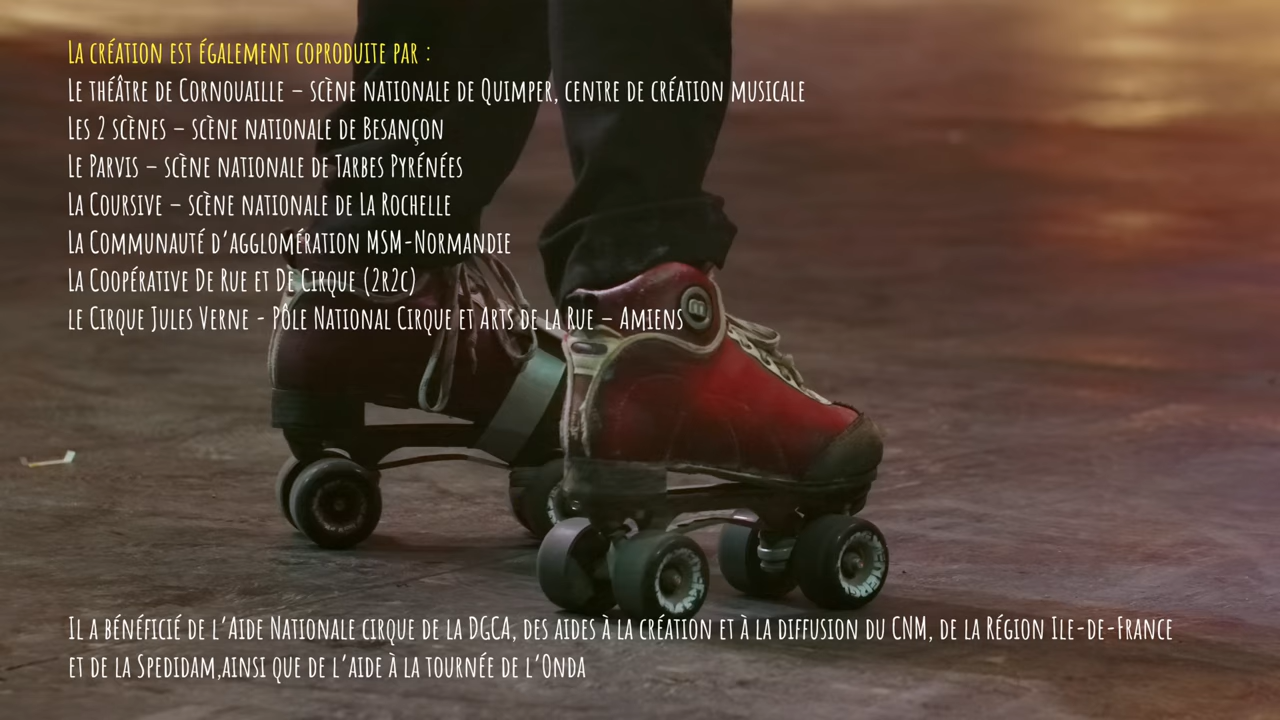 La création est également coproduite par :
Le théâtre de Cornouaille – scène nationale de Quimper, centre de création musicale
Les 2 scènes – scène nationale de Besançon
Le Parvis – scène nationale de Tarbes Pyrénées
La Coursive – scène nationale de La Rochelle
La Communauté d'agglomération MSM-Normandie
La Coopérative De Rue et De Cirque (2r2c)
le Cirque Jules Verne - Pôle National Cirque et Arts de la Rue – Amiens
Il a bénéficié de l'Aide Nationale cirque de la DGCA, des aides à la création et à la diffusion du CNM, de la Région Ile-de-France
et de la Spedidam,ainsi que de l'aide à la tournée de l'Onda